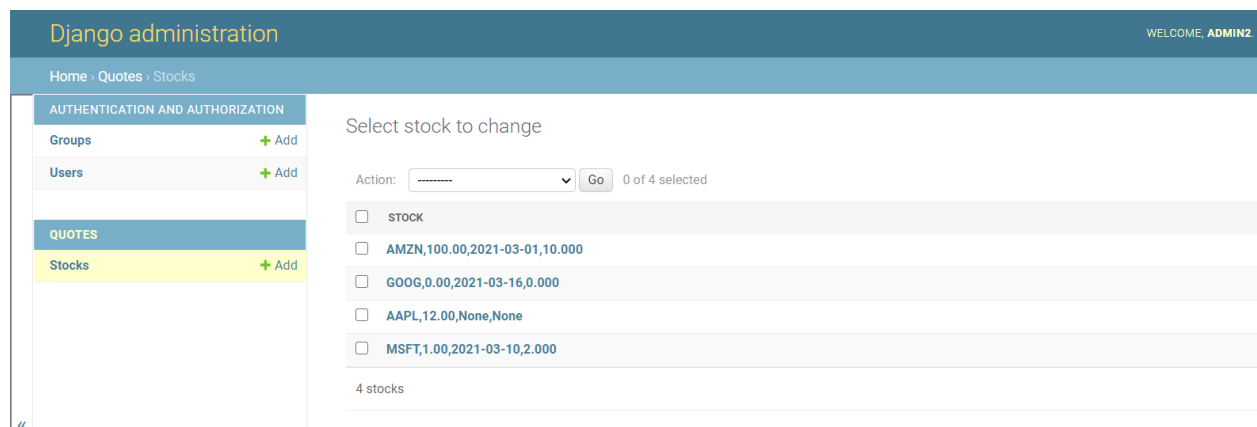 Django administration
WELCOME, ADMIN2.
Home › Quotes › Stocks
AUTHENTICATION AND AUTHORIZATION
Groups + Add
Users + Add
QUOTES
Stocks + Add
«
Select stock to change
Action: --------- Go 0 of 4 selected
STOCK
AMZN,100.00,2021-03-01,10.000
GOOG,0.00,2021-03-16,0.000
AAPL,12.00,None,None
MSFT,1.00,2021-03-10,2.000
4 stocks